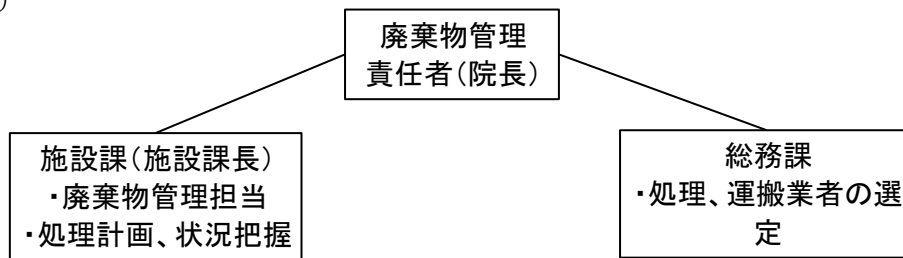 )
廃棄物管理
責任者(院長)
施設課(施設課長)
・廃棄物管理担当
・処理計画、状況把握
総務課
・処理、運搬業者の選
定